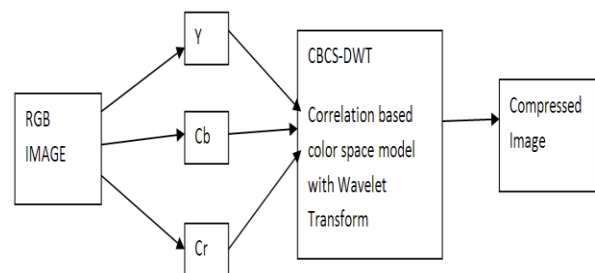 RGB
IMAGE
Y
Cb
Cr
CBCS-DWT
Correlation based
color space model
with Wavelet
Transform
Compressed
Image